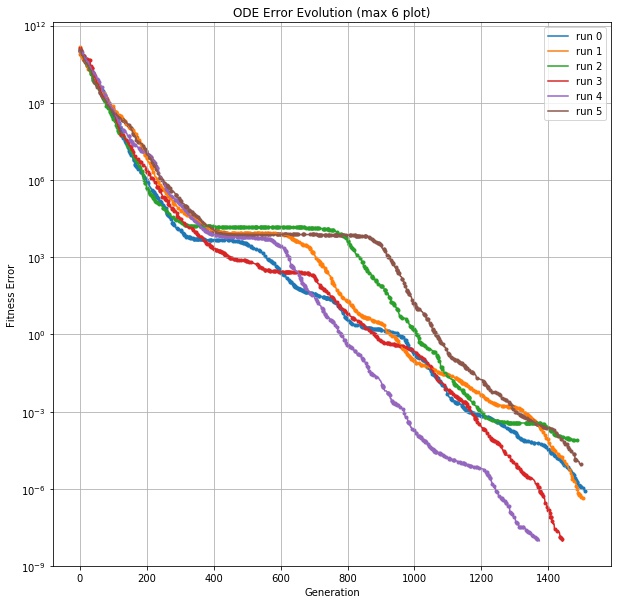 ODE Error Evolution (max 6 plot)
run 0
run 1
run 2
run 3
run 4
run 5
Fitness Error
10^12
10^9
10^6
10^3
10^0
10^-3
10^-6
10^-9
0 200 400 600 800 1000 1200 1400
Generation